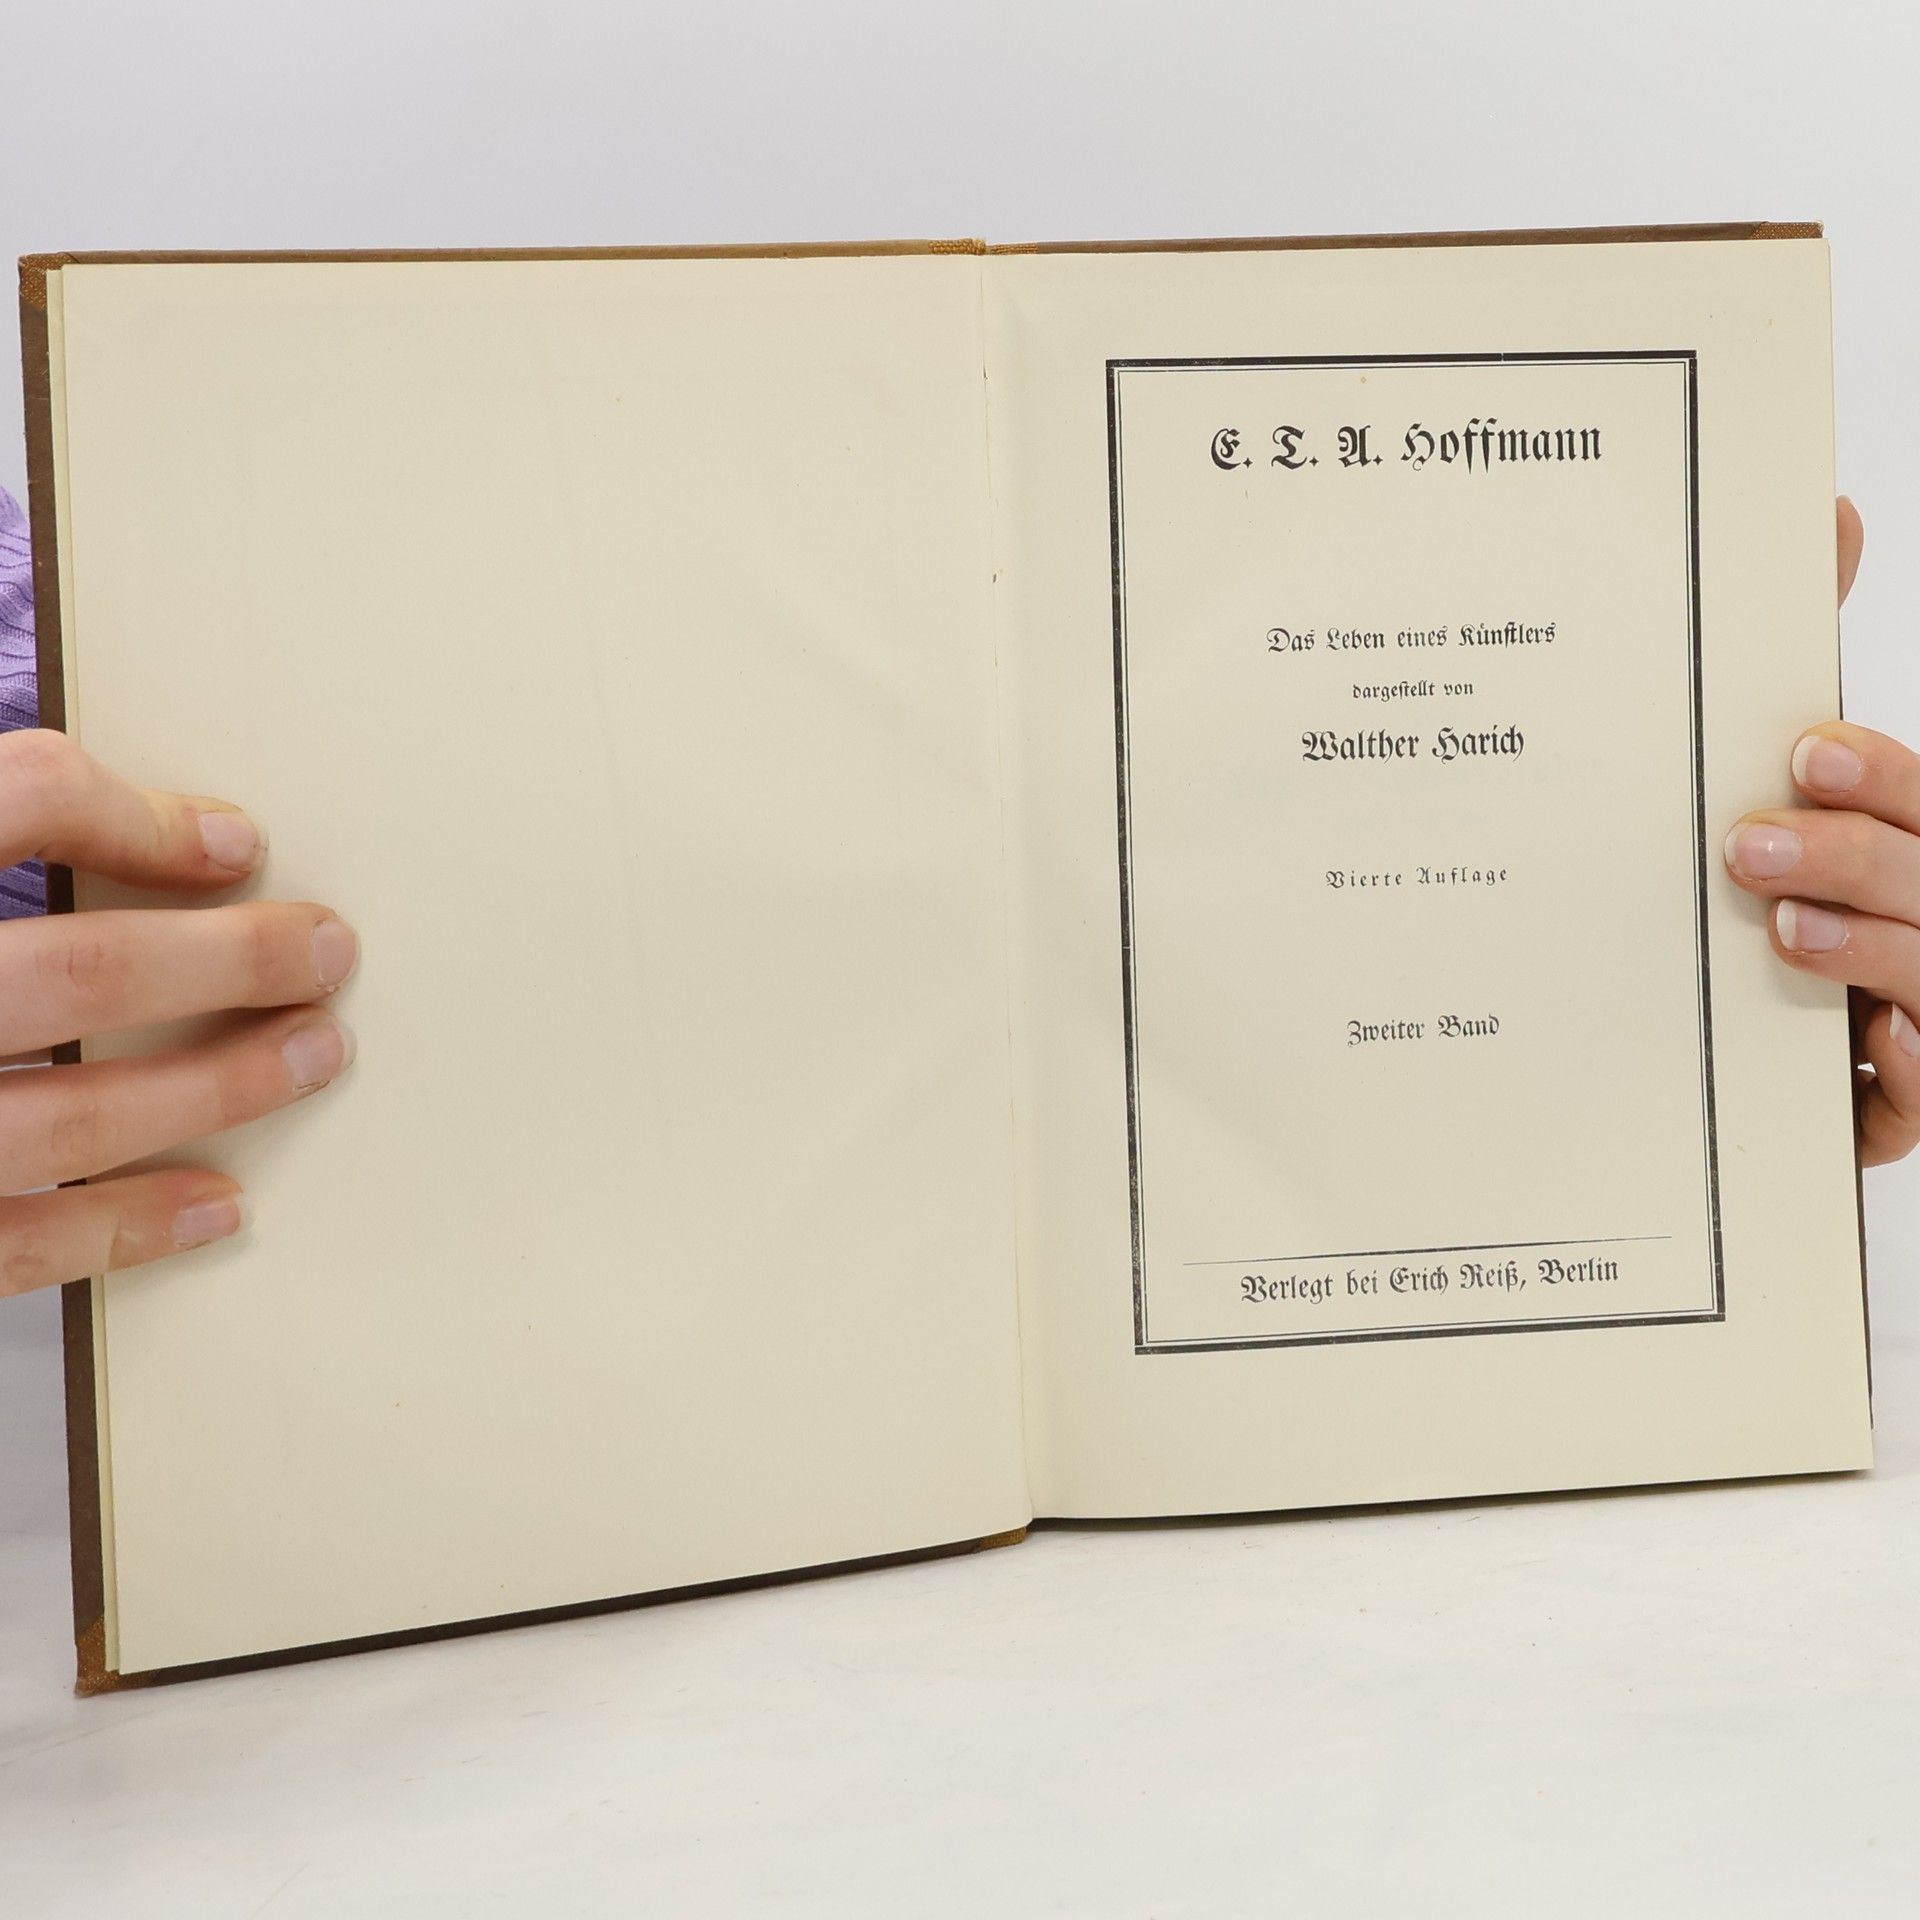 E. T. A. Hoffmann
Das Leben eines Künstlers
dargestellt von
Walther Harich
Vierte Auflage
Zweiter Band
Verlegt bei Erich Reiß, Berlin